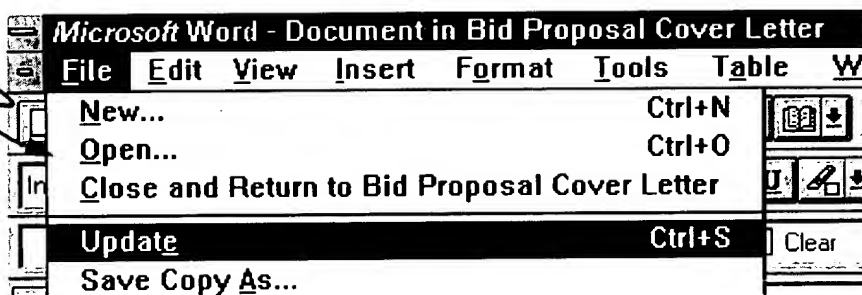 Microsoft Word - Document in Bid Proposal Cover Letter
File Edit View Insert Format Tools Table W
New... Ctrl+N
Open... Ctrl+O
Close and Return to Bid Proposal Cover Letter
In U
Update Ctrl+S
Clear
Save Copy As...